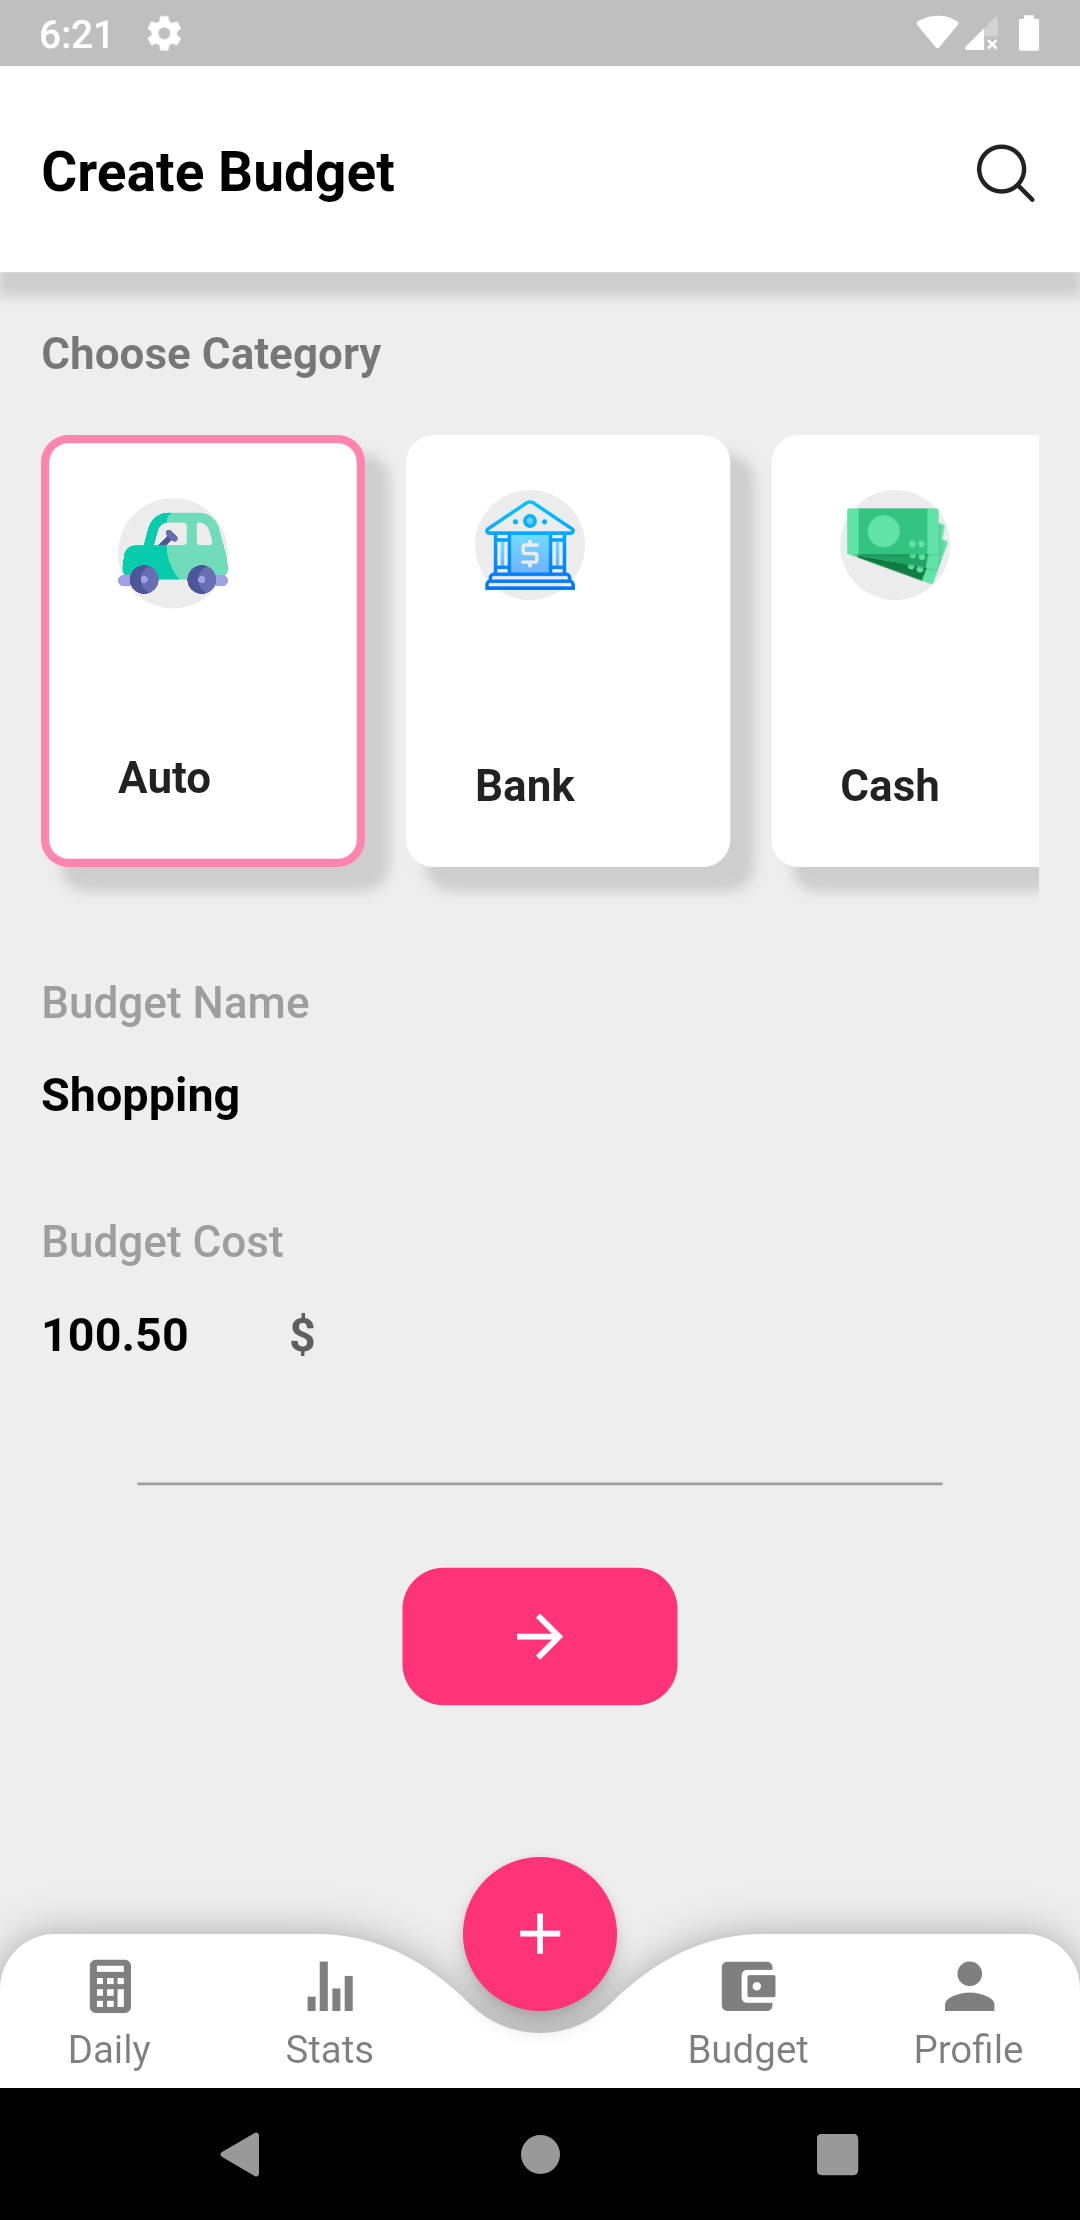 6:21
Create Budget
Choose Category
Auto
Bank
Cash
Budget Name
Shopping
Budget Cost
100.50 $
Daily
Stats
Budget
Profile